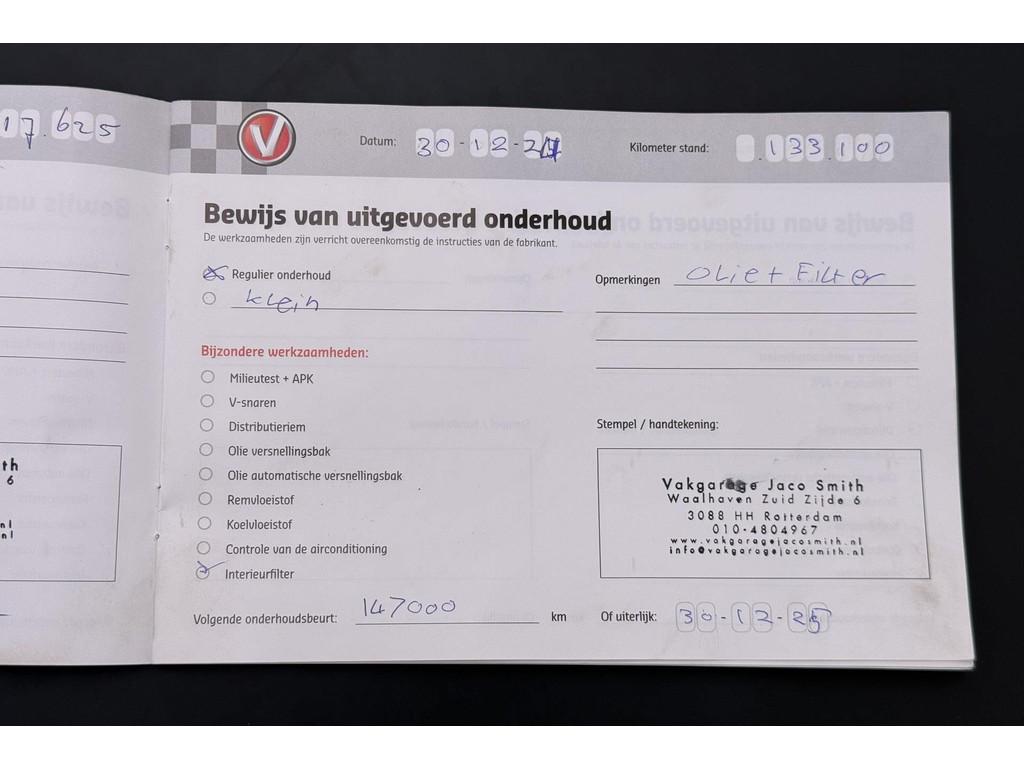 17.625
V
Datum: 30-12-24
Kilometer stand: .133.100
Bewijs van uitgevoerd onderhoud
De werkzaamheden zijn verricht overeenkomstig de instructies van de fabrikant.
Regulier onderhoud
Klein
Opmerkingen Olie + Filter
Bijzondere werkzaamheden:
Milieutest + APK
V-snaren
Distributieriem
Olie versnellingsbak
Olie automatische versnellingsbak
Remvloeistof
Koelvloeistof
Controle van de airconditioning
Interieurfilter
Stempel / handtekening:
Vakgarage Jaco Smith
Waalhaven Zuid Zijde 6
3088 HH Rotterdam
010-4804967
www.vakgaragejacosmith.nl
info@vakgaragejacosmith.nl
Volgende onderhoudsbeurt: 147000 km
Of uiterlijk: 30-12-25
th
6
nl
nl